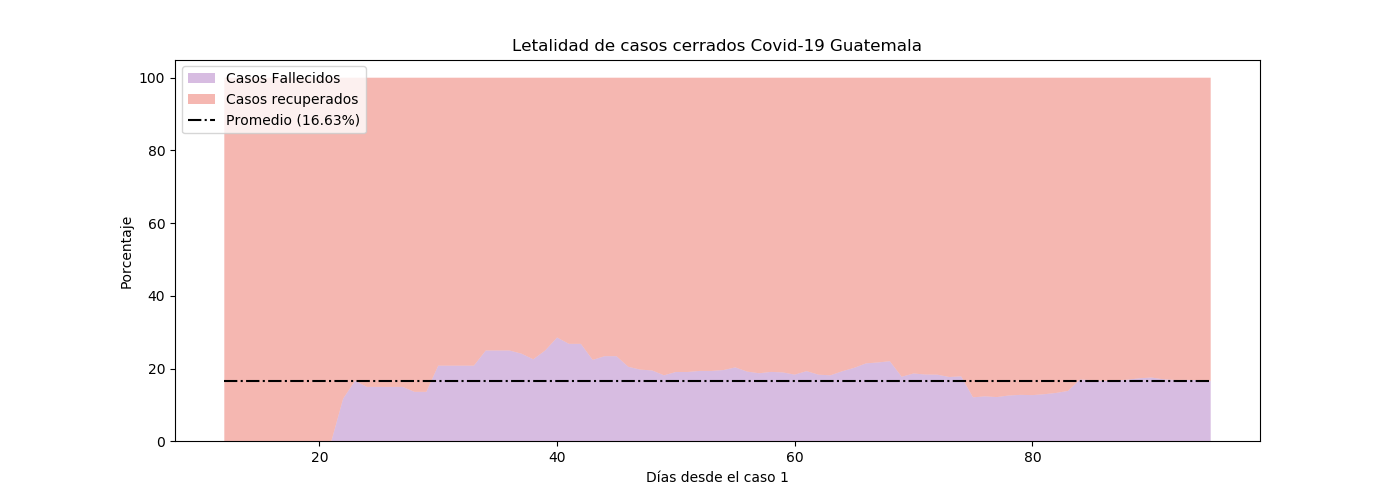 Letalidad de casos cerrados Covid-19 Guatemala
Casos Fallecidos
Casos recuperados
Promedio (16.63%)
Porcentaje
100
80
60
40
20
0
20 40 60 80
Días desde el caso 1